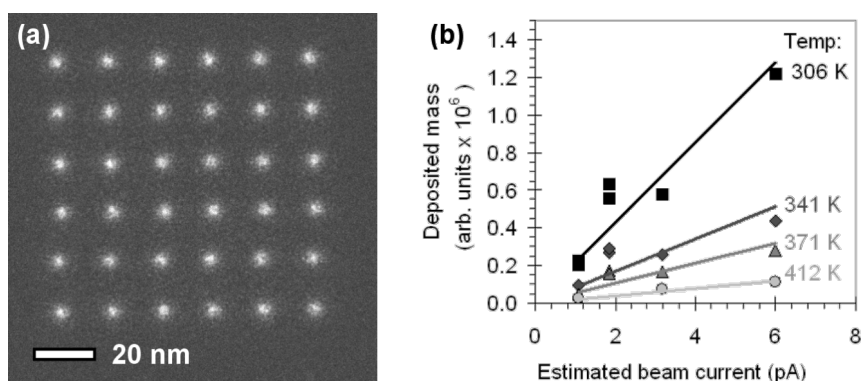 (a)
20 nm
(b)
Deposited mass
(arb. units x 10⁶)
1.4
1.2
1.0
0.8
0.6
0.4
0.2
0.0
Temp:
306 K
341 K
371 K
412 K
0
2
4
6
8
Estimated beam current (pA)